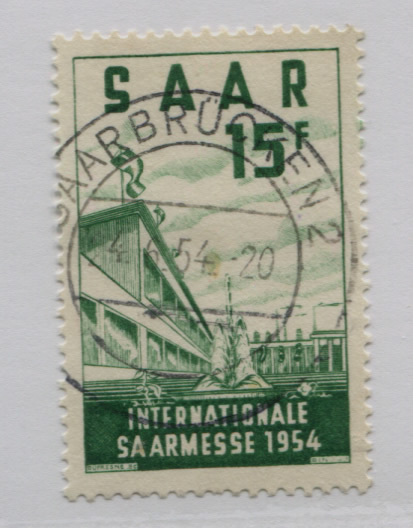 SAAR
15F
SAARBRÜCKEN 2
4.6.54.-20
INTERNATIONALE
SAARMESSE 1954